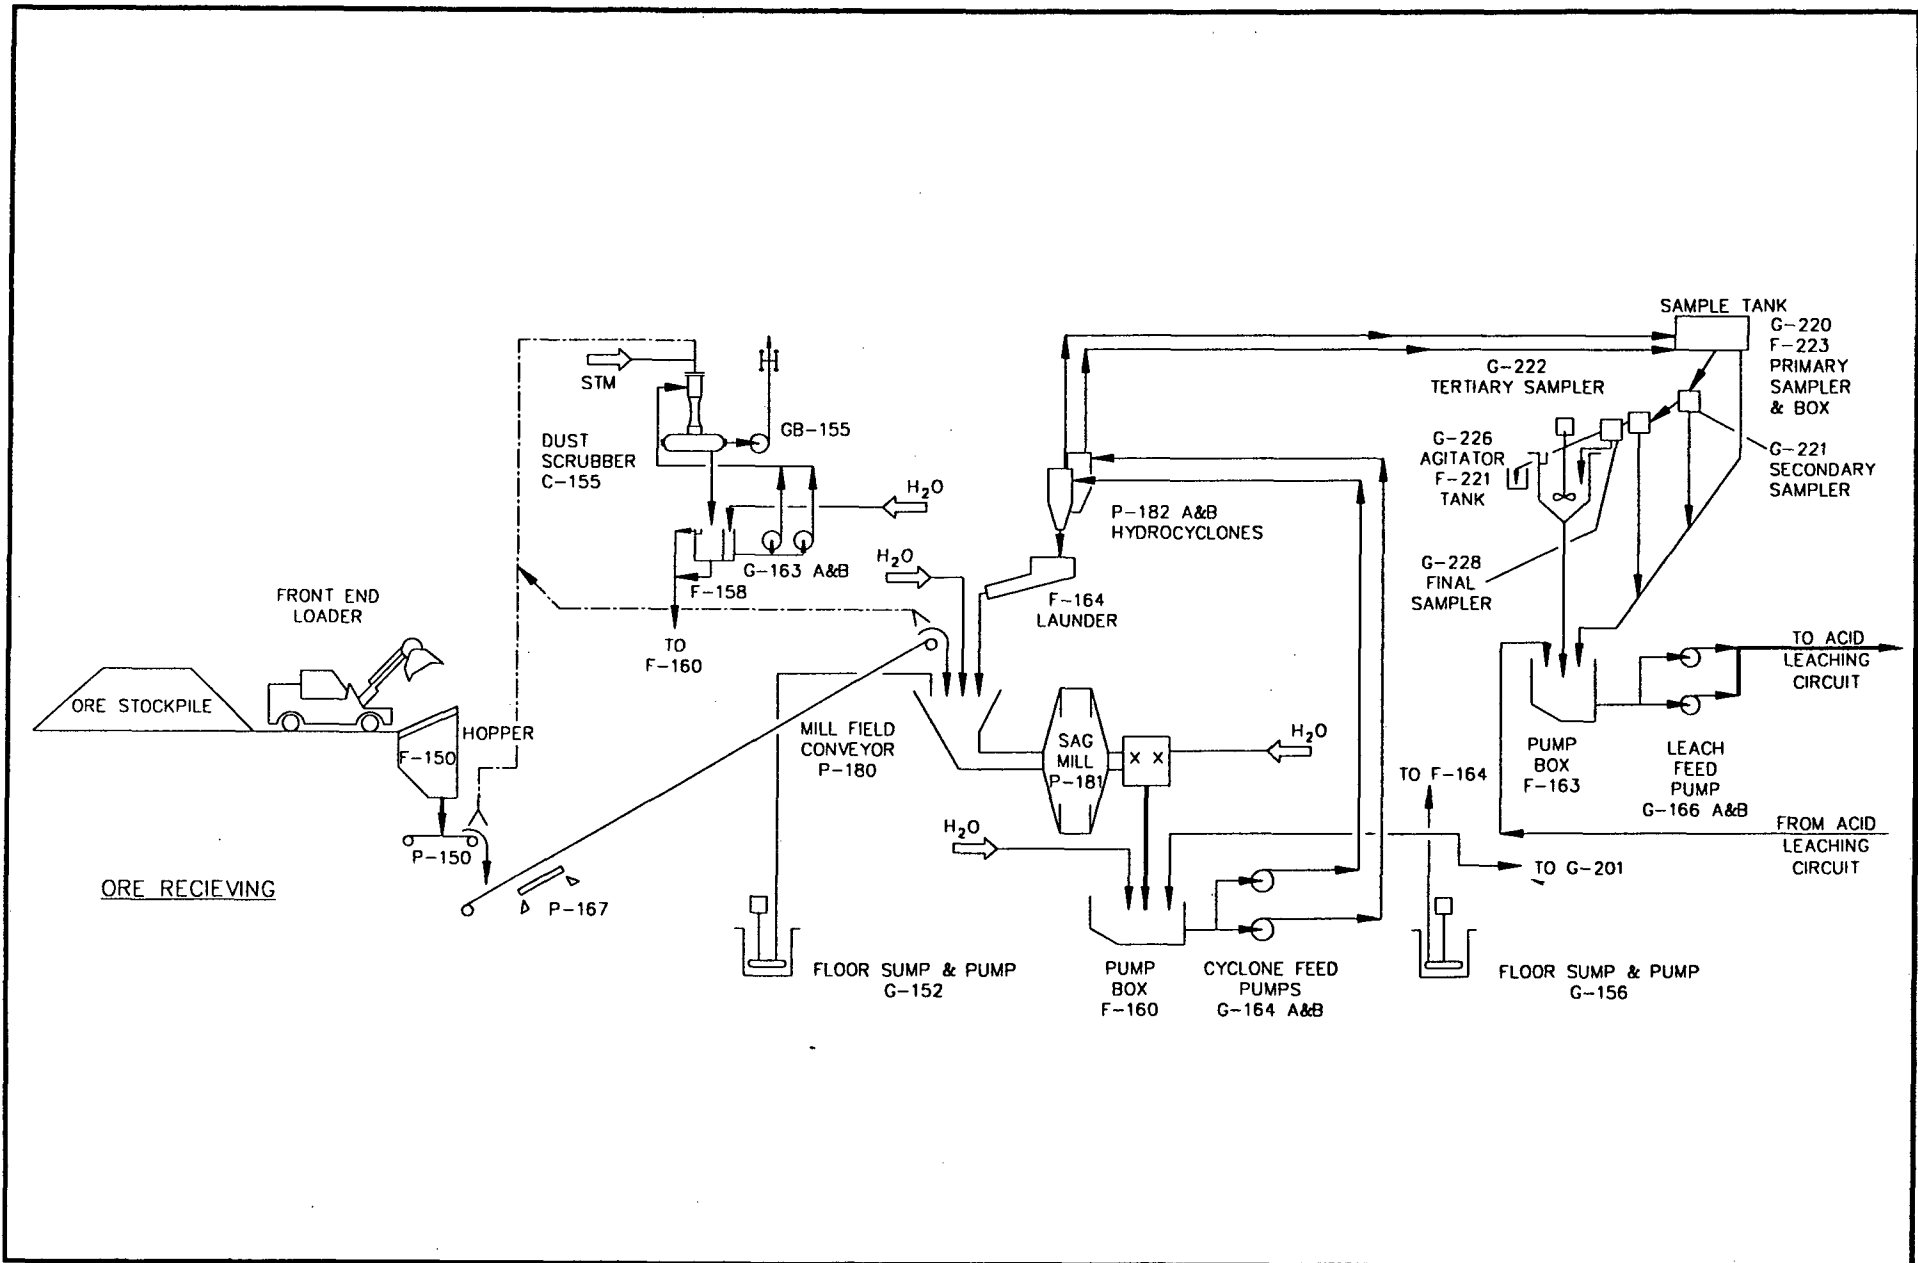 SAMPLE TANK
G-220
F-223
PRIMARY
SAMPLER
& BOX
G-222
TERTIARY SAMPLER
STM
GB-155
DUST
SCRUBBER
C-155
G-226
AGITATOR
F-221
TANK
G-221
SECONDARY
SAMPLER
H2O
P-182 A&B
HYDROCYCLONES
H2O
G-163 A&B
F-158
G-228
FINAL
SAMPLER
FRONT END
LOADER
F-164
LAUNDER
TO
F-160
TO ACID
LEACHING
CIRCUIT
ORE STOCKPILE
HOPPER
F-150
MILL FIELD
CONVEYOR
P-180
SAG
MILL
P-181
X X
H2O
PUMP
BOX
F-163
LEACH
FEED
PUMP
G-166 A&B
TO F-164
H2O
FROM ACID
LEACHING
CIRCUIT
P-150
TO G-201
ORE RECIEVING
P-167
FLOOR SUMP & PUMP
G-152
PUMP
BOX
F-160
CYCLONE FEED
PUMPS
G-164 A&B
FLOOR SUMP & PUMP
G-156